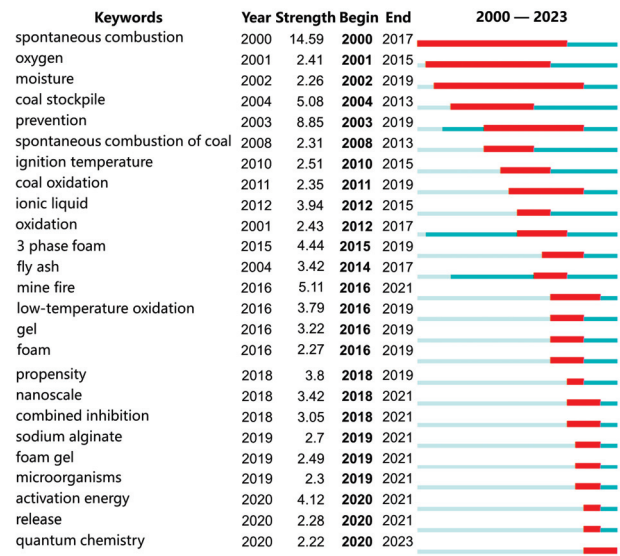 Keywords Year Strength Begin End 2000 — 2023
spontaneous combustion 2000 14.59 2000 2017
oxygen 2001 2.41 2001 2015
moisture 2002 2.26 2002 2019
coal stockpile 2004 5.08 2004 2013
prevention 2003 8.85 2003 2019
spontaneous combustion of coal 2008 2.31 2008 2013
ignition temperature 2010 2.51 2010 2015
coal oxidation 2011 2.35 2011 2019
ionic liquid 2012 3.94 2012 2015
oxidation 2001 2.43 2012 2017
3 phase foam 2015 4.44 2015 2019
fly ash 2004 3.42 2014 2017
mine fire 2016 5.11 2016 2021
low-temperature oxidation 2016 3.79 2016 2019
gel 2016 3.22 2016 2019
foam 2016 2.27 2016 2019
propensity 2018 3.8 2018 2019
nanoscale 2018 3.42 2018 2021
combined inhibition 2018 3.05 2018 2021
sodium alginate 2019 2.7 2019 2021
foam gel 2019 2.49 2019 2021
microorganisms 2019 2.3 2019 2021
activation energy 2020 4.12 2020 2021
release 2020 2.28 2020 2021
quantum chemistry 2020 2.22 2020 2023